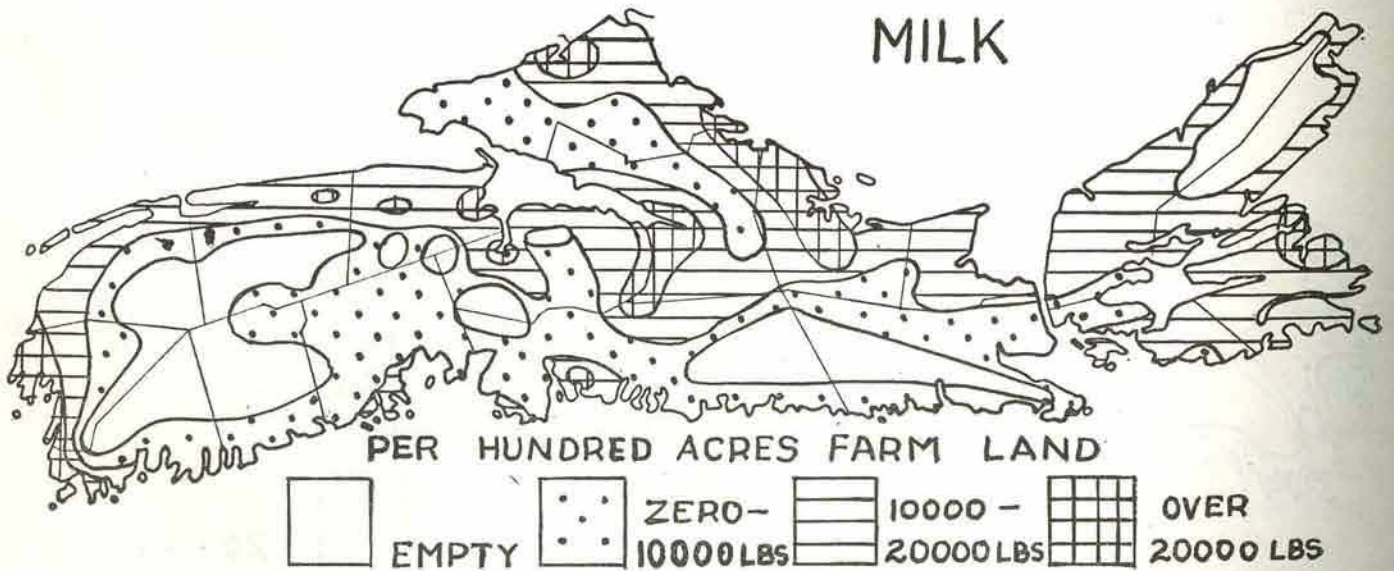 MILK
PER HUNDRED ACRES FARM LAND
EMPTY
ZERO-
10000 LBS
10000-
20000 LBS
OVER
20000 LBS